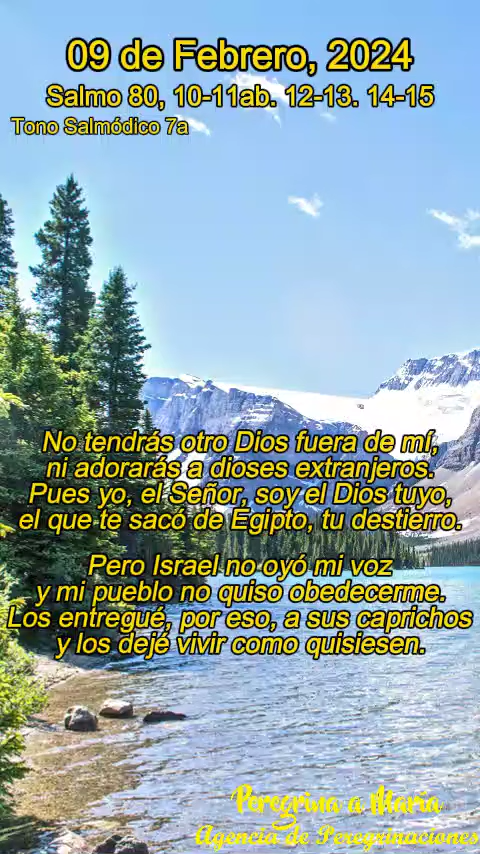 09 de Febrero, 2024
Salmo 80, 10-11ab. 12-13. 14-15
Tono Salmódico 7a
No tendrás otro Dios fuera de mí,
ni adorarás a dioses extranjeros.
Pues yo, el Señor, soy el Dios tuyo,
el que te sacó de Egipto, tu destierro.
Pero Israel no oyó mi voz
y mi pueblo no quiso obedecerme.
Los entregué, por eso, a sus caprichos
y los dejé vivir como quisiesen.
Peregrina a María
Agencia de Peregrinaciones